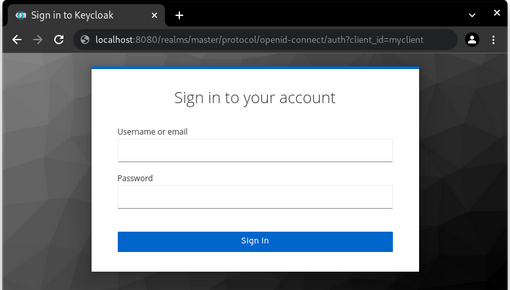 Sign in to Keycloak
localhost:8080/realms/master/protocol/openid-connect/auth?client_id=myclient
Sign in to your account
Username or email
Password
Sign In